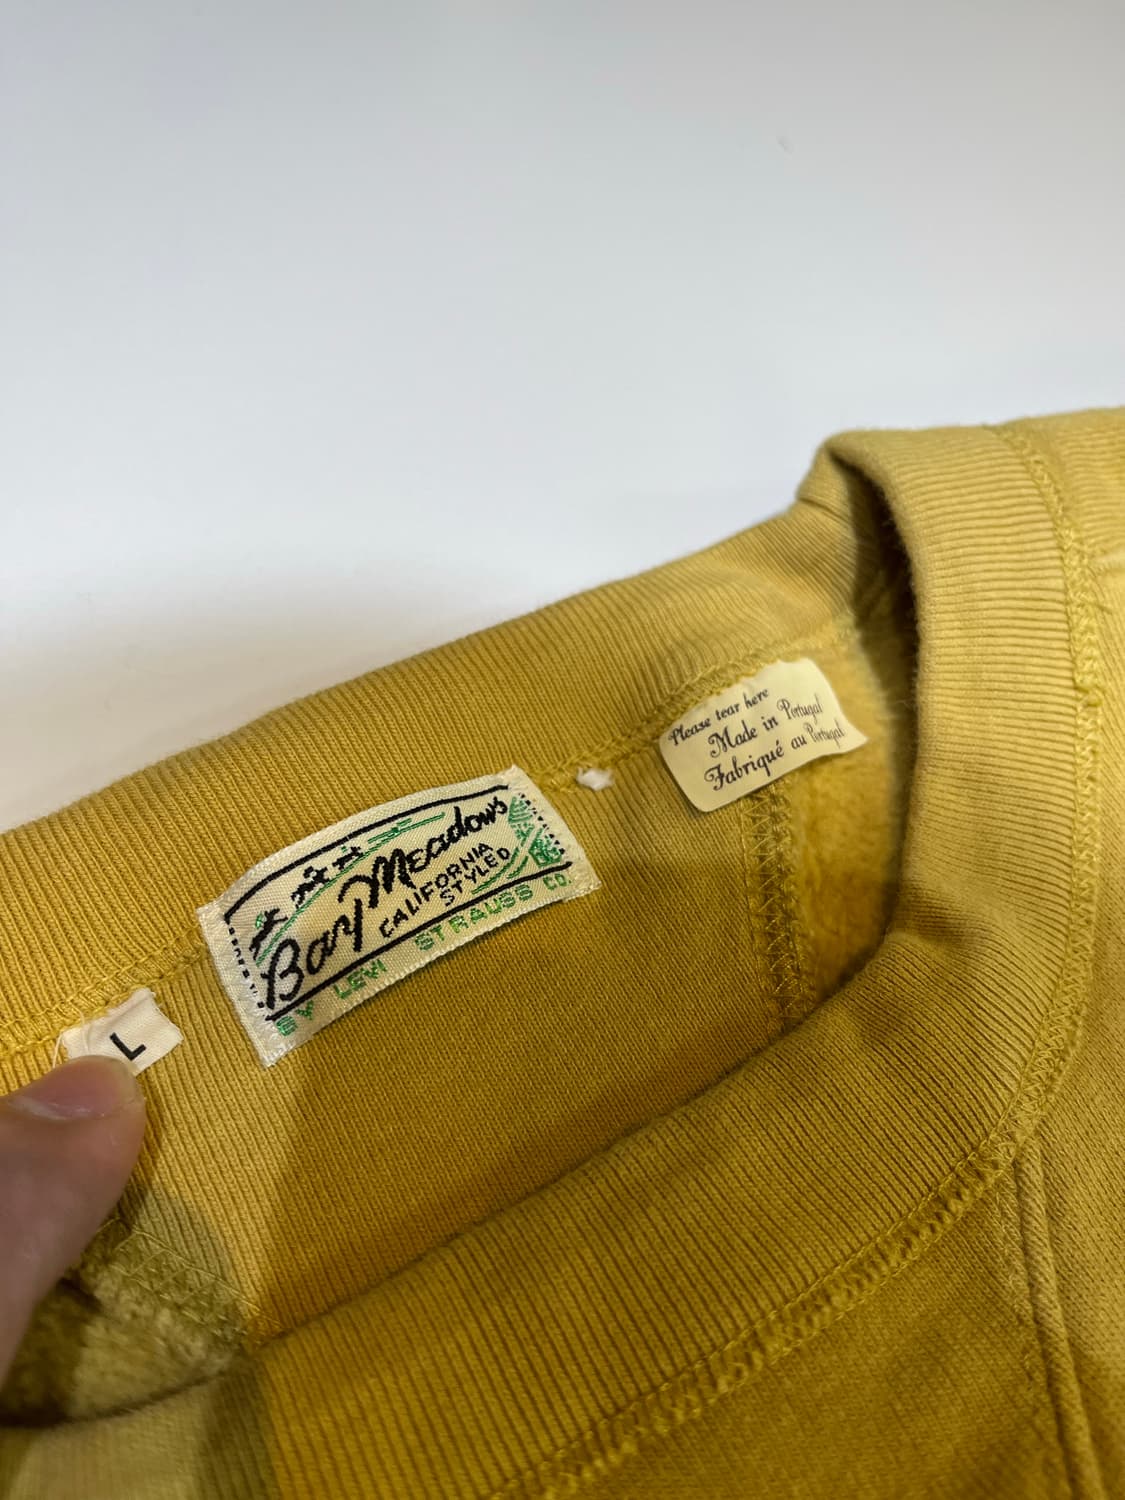 Bay Meadows
CALIFORNIA
STYLED
BY LEVI STRAUSS CO.
L
Please tear here
Made in Portugal
Fabriqué au Portugal